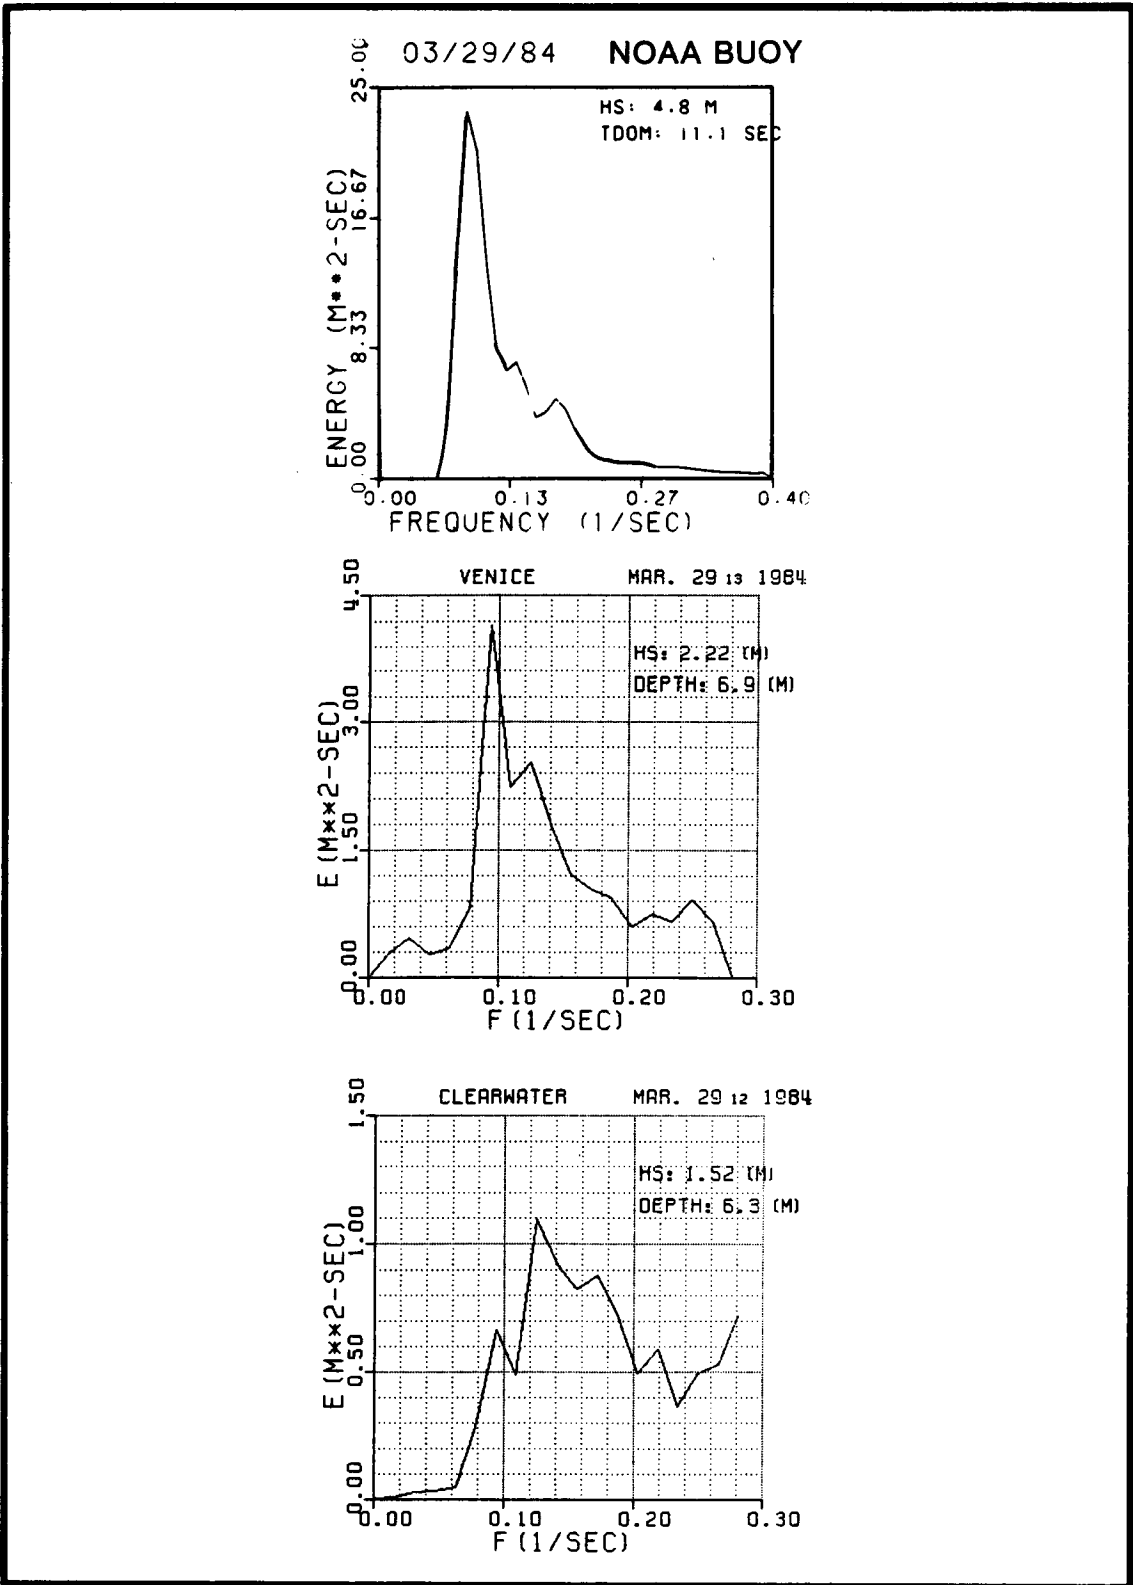 03/29/84 NOAA BUOY
HS: 4.8 M
TDOM: 11.1 SEC
ENERGY (M**2-SEC)
25.00
16.67
8.33
0.00
0.00 0.13 0.27 0.40
FREQUENCY (1/SEC)
VENICE MAR. 29 13 1984
HS: 2.22 (M)
DEPTH: 6.9 (M)
E (M**2-SEC)
4.50
3.00
1.50
0.00
0.00 0.10 0.20 0.30
F (1/SEC)
CLEARWATER MAR. 29 12 1984
HS: 1.52 (M)
DEPTH: 6.3 (M)
E (M**2-SEC)
1.50
1.00
0.50
0.00
0.00 0.10 0.20 0.30
F (1/SEC)